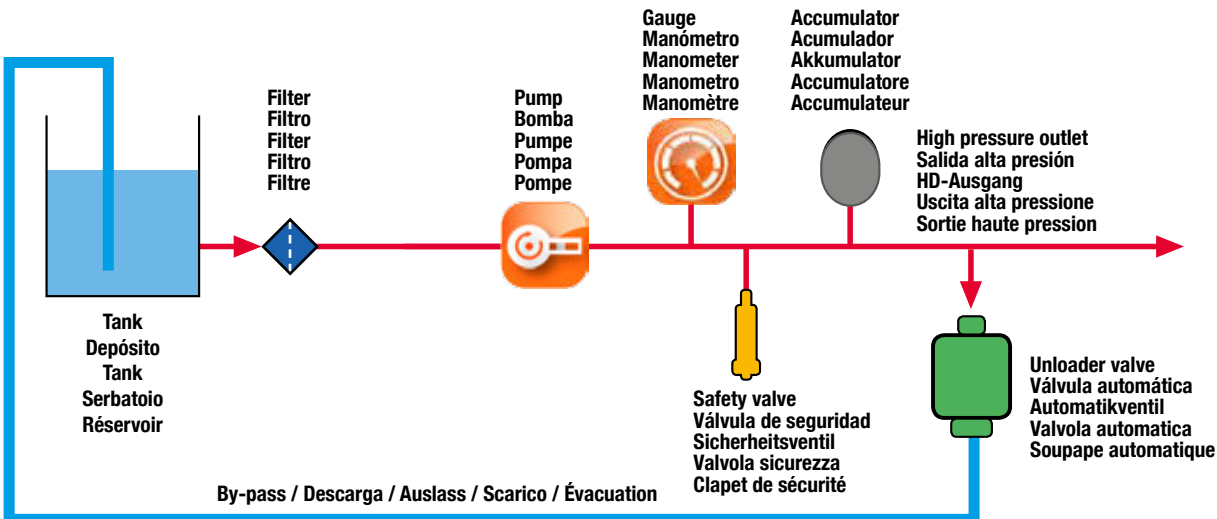 Gauge
Manómetro
Manometer
Manometro
Manomètre
Accumulator
Acumulador
Akkumulator
Accumulatore
Accumulateur
Filter
Filtro
Filter
Filtro
Filtre
Pump
Bomba
Pumpe
Pompa
Pompe
High pressure outlet
Salida alta presión
HD-Ausgang
Uscita alta pressione
Sortie haute pression
Tank
Depósito
Tank
Serbatoio
Réservoir
Safety valve
Válvula de seguridad
Sicherheitsventil
Valvola sicurezza
Clapet de sécurité
Unloader valve
Válvula automática
Automatikventil
Valvola automatica
Soupape automatique
By-pass / Descarga / Auslass / Scarico / Évacuation